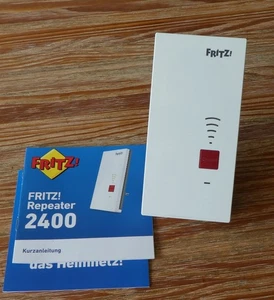 FRITZ!
FRITZ!
FRITZ!
Repeater
2400
Kurzanleitung
das Heimnetz!